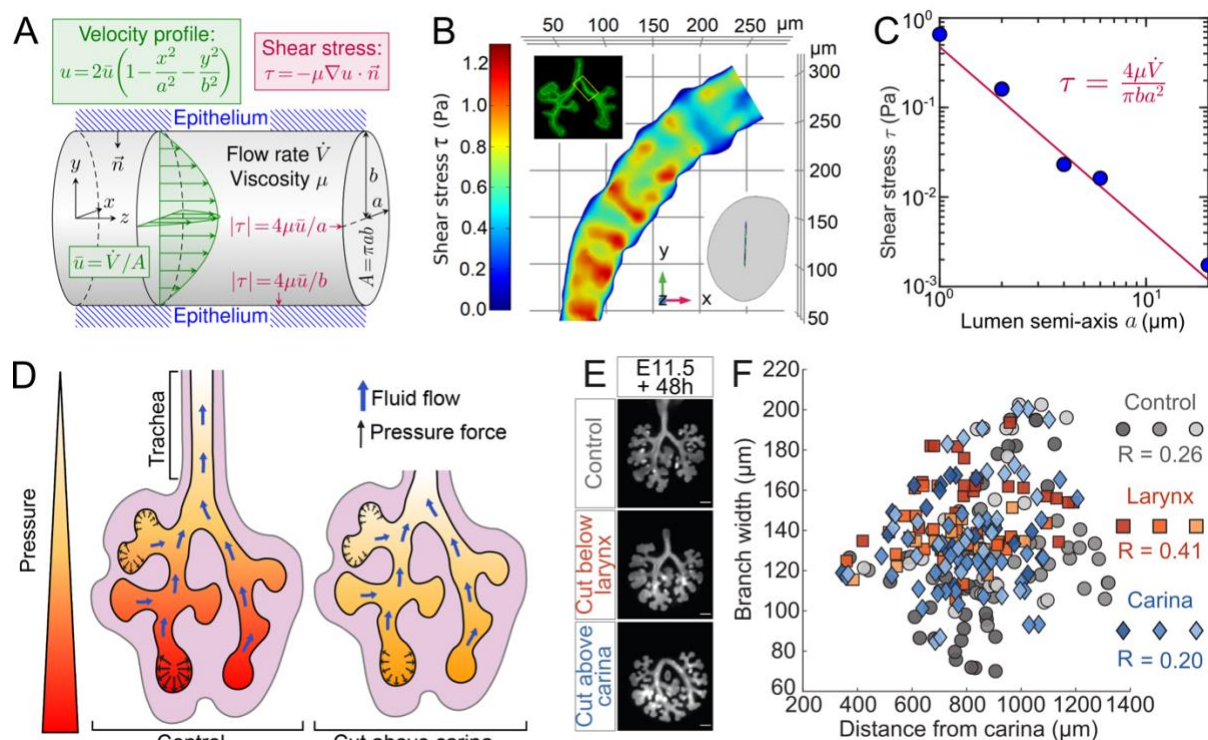 A
Velocity profile:
u = 2ū(1 - x²/a² - y²/b²)
Shear stress:
τ = -μ∇u · n⃗
Epithelium
n⃗
y
x
z
Flow rate V̇
Viscosity μ
b
a
|τ| = 4μū/a
A = πab
ū = V̇/A
|τ| = 4μū/b
Epithelium
B
50 100 150 200 250 μm
μm
Shear stress τ (Pa)
1.2
1.0
0.8
0.6
0.4
0.2
0.0
300
250
200
150
100
50
y
z
x
C
Shear stress τ (Pa)
10⁰
10⁻¹
10⁻²
10⁻³
τ = 4μV̇/πba²
10⁰ 10¹
Lumen semi-axis a (μm)
D
Pressure
Trachea
Fluid flow
Pressure force
Control
Cut above carina
E
E11.5
+ 48h
Control
Cut below
larynx
Cut above
carina
F
Branch width (μm)
220
200
180
160
140
120
100
80
60
200 400 600 800 1000 1200 1400
Distance from carina (μm)
Control
R = 0.26
Larynx
R = 0.41
Carina
R = 0.20